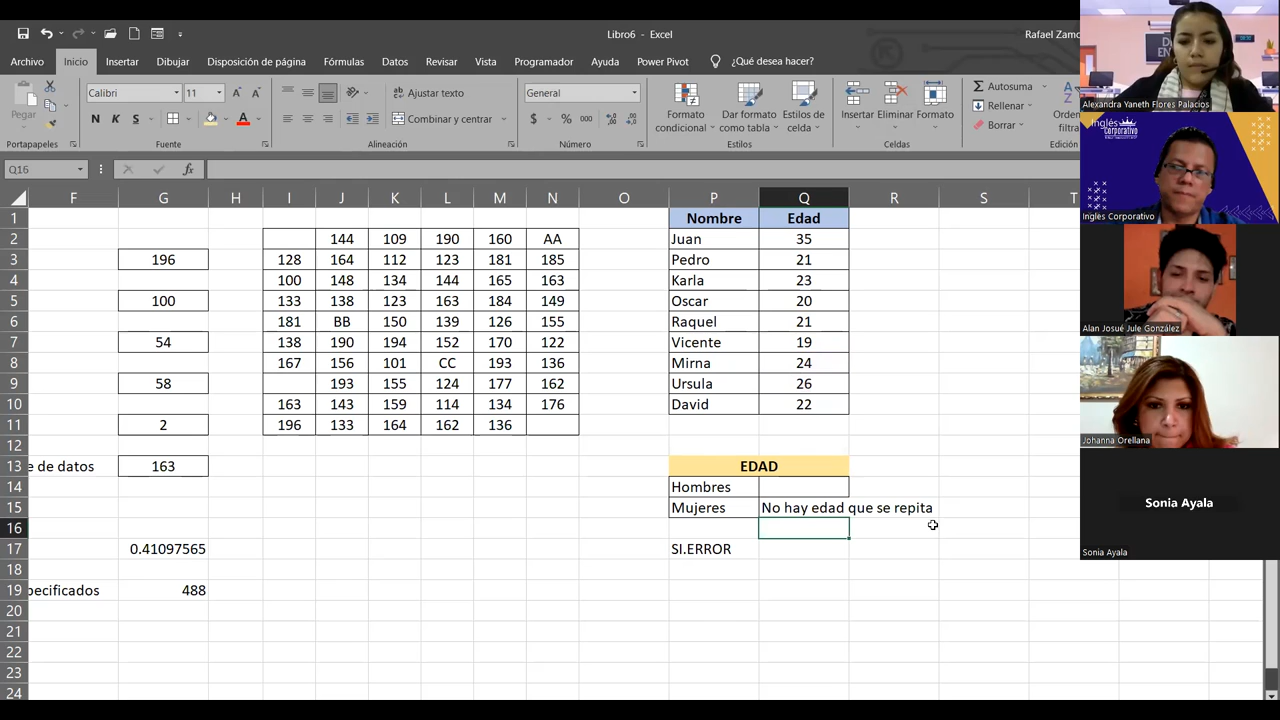 Libro6 - Excel
Rafael Zamo
Archivo Inicio Insertar Dibujar Disposición de página Fórmulas Datos Revisar Vista Programador Ayuda Power Pivot ¿Qué desea hacer?
Pegar
Calibri 11
N K S
Ajustar texto
Combinar y centrar
General
$ % 000
Formato condicional
Dar formato como tabla
Estilos de celda
Insertar Eliminar Formato
Autosuma
Rellenar
Borrar
Orden
filtra
Portapapeles Fuente Alineación Número Estilos Celdas Edición
Q16 fx
F G H I J K L M N O P Q R S T
1 Nombre Edad
2 144 109 190 160 AA Juan 35
3 196 128 164 112 123 181 185 Pedro 21
4 100 148 134 144 165 163 Karla 23
5 100 133 138 123 163 184 149 Oscar 20
6 181 BB 150 139 126 155 Raquel 21
7 54 138 190 194 152 170 122 Vicente 19
8 167 156 101 CC 193 136 Mirna 24
9 58 193 155 124 177 162 Ursula 26
10 163 143 159 114 134 176 David 22
11 2 196 133 164 162 136
12
13 e de datos 163 EDAD
14 Hombres
15 Mujeres No hay edad que se repita
16
17 0.41097565 SI.ERROR
18
19 pecificados 488
20
21
22
23
24
Alexandra Yaneth Flores Palacios
Inglés
Corporativo
Inglés Corporativo
Alan Josué Jule González
Johanna Orellana
Sonia Ayala
Sonia Ayala